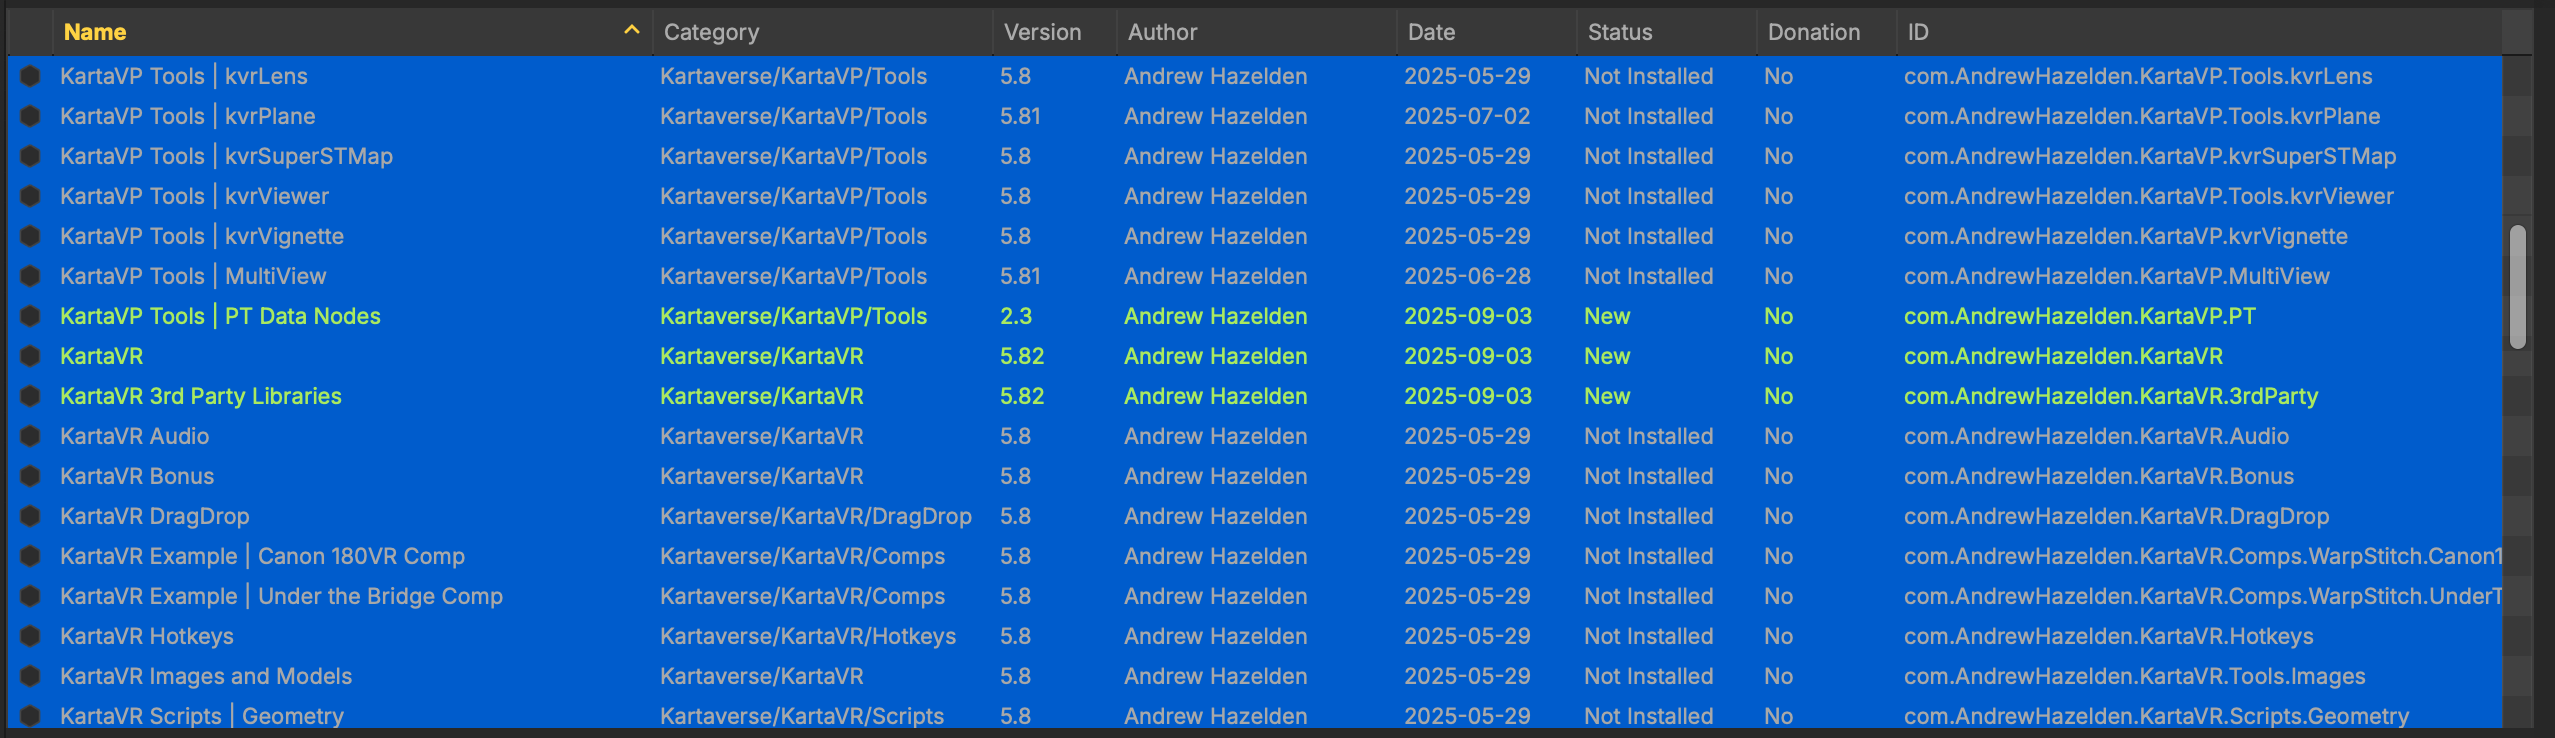 Name Category Version Author Date Status Donation ID
KartaVP Tools | kvrLens Kartaverse/KartaVP/Tools 5.8 Andrew Hazelden 2025-05-29 Not Installed No com.AndrewHazelden.KartaVP.Tools.kvrLens
KartaVP Tools | kvrPlane Kartaverse/KartaVP/Tools 5.81 Andrew Hazelden 2025-07-02 Not Installed No com.AndrewHazelden.KartaVP.Tools.kvrPlane
KartaVP Tools | kvrSuperSTMap Kartaverse/KartaVP/Tools 5.8 Andrew Hazelden 2025-05-29 Not Installed No com.AndrewHazelden.KartaVP.kvrSuperSTMap
KartaVP Tools | kvrViewer Kartaverse/KartaVP/Tools 5.8 Andrew Hazelden 2025-05-29 Not Installed No com.AndrewHazelden.KartaVP.Tools.kvrViewer
KartaVP Tools | kvrVignette Kartaverse/KartaVP/Tools 5.8 Andrew Hazelden 2025-05-29 Not Installed No com.AndrewHazelden.KartaVP.kvrVignette
KartaVP Tools | MultiView Kartaverse/KartaVP/Tools 5.81 Andrew Hazelden 2025-06-28 Not Installed No com.AndrewHazelden.KartaVP.MultiView
KartaVP Tools | PT Data Nodes Kartaverse/KartaVP/Tools 2.3 Andrew Hazelden 2025-09-03 New No com.AndrewHazelden.KartaVP.PT
KartaVR Kartaverse/KartaVR 5.82 Andrew Hazelden 2025-09-03 New No com.AndrewHazelden.KartaVR
KartaVR 3rd Party Libraries Kartaverse/KartaVR 5.82 Andrew Hazelden 2025-09-03 New No com.AndrewHazelden.KartaVR.3rdParty
KartaVR Audio Kartaverse/KartaVR 5.8 Andrew Hazelden 2025-05-29 Not Installed No com.AndrewHazelden.KartaVR.Audio
KartaVR Bonus Kartaverse/KartaVR 5.8 Andrew Hazelden 2025-05-29 Not Installed No com.AndrewHazelden.KartaVR.Bonus
KartaVR DragDrop Kartaverse/KartaVR/DragDrop 5.8 Andrew Hazelden 2025-05-29 Not Installed No com.AndrewHazelden.KartaVR.DragDrop
KartaVR Example | Canon 180VR Comp Kartaverse/KartaVR/Comps 5.8 Andrew Hazelden 2025-05-29 Not Installed No com.AndrewHazelden.KartaVR.Comps.WarpStitch.Canon1
KartaVR Example | Under the Bridge Comp Kartaverse/KartaVR/Comps 5.8 Andrew Hazelden 2025-05-29 Not Installed No com.AndrewHazelden.KartaVR.Comps.WarpStitch.UnderT
KartaVR Hotkeys Kartaverse/KartaVR/Hotkeys 5.8 Andrew Hazelden 2025-05-29 Not Installed No com.AndrewHazelden.KartaVR.Hotkeys
KartaVR Images and Models Kartaverse/KartaVR 5.8 Andrew Hazelden 2025-05-29 Not Installed No com.AndrewHazelden.KartaVR.Tools.Images
KartaVR Scripts | Geometry Kartaverse/KartaVR/Scripts 5.8 Andrew Hazelden 2025-05-29 Not Installed No com.AndrewHazelden.KartaVR.Scripts.Geometry